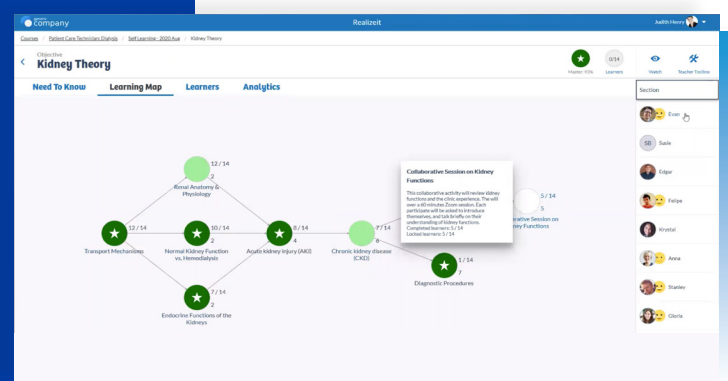 generic
company
Realizeit
Judith Henry
Courses / Patient Care Technician: Dialysis / Self Learning - 2020 Aug / Kidney Theory
Objective
Kidney Theory
Master: 93%
0/14
Learners
Watch
Teacher Toolbox
Need To Know
Learning Map
Learners
Analytics
Section
12 / 14
2
Renal Anatomy &
Physiology
12 / 14
Transport Mechanisms
10 / 14
2
Normal Kidney Function
vs. Hemodialysis
8 / 14
4
Acute kidney injury (AKI)
7 / 14
2
Endocrine Functions of the
Kidneys
7 / 14
6
Chronic kidney disease
(CKD)
Collaborative Session on Kidney
Functions
This collaborative activity will review kidney
functions and the clinic experience. The will
over a 60 minutes Zoom session. Each
participate will be asked to introduce
themselves, and talk briefly on their
understanding of kidney functions.
Completed learners: 5 / 14
Locked learners: 5 / 14
5 / 14
5
orative Session on
ney Functions
1 / 14
7
Diagnostic Procedures
Evan
SB
Sade
Edgar
Felipe
Krystal
Anna
Stanley
Gloria